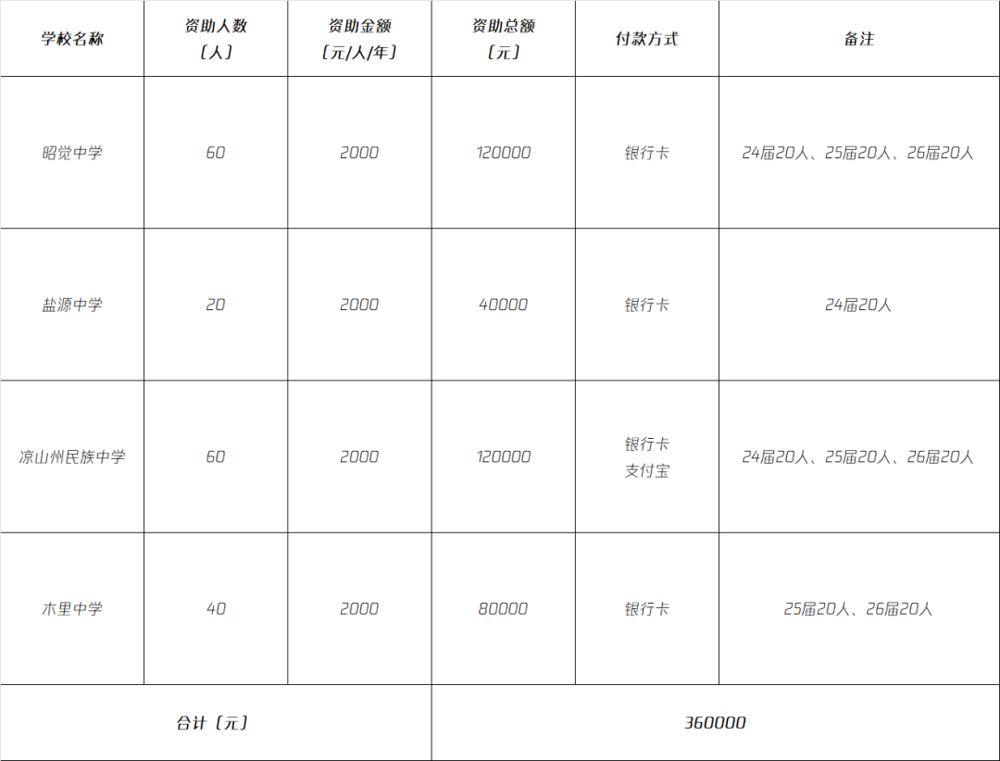 学校名称
资助人数
(人)
资助金额
(元/人/年)
资助总额
(元)
付款方式
备注
昭觉中学
60
2000
120000
银行卡
24届20人、25届20人、26届20人
盐源中学
20
2000
40000
银行卡
24届20人
凉山州民族中学
60
2000
120000
银行卡
支付宝
24届20人、25届20人、26届20人
木里中学
40
2000
80000
银行卡
25届20人、26届20人
合计(元)
360000